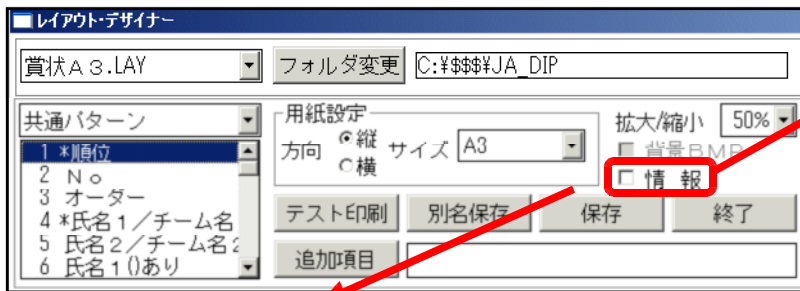 レイアウト・デザイナー
賞状Ａ３.LAY フォルダ変更 C:¥$$$¥JA_DIP
共通パターン
1 *順位
2 Ｎｏ
3 オーダー
4 *氏名１／チーム名
5 氏名２／チーム名２
6 氏名１()あり
用紙設定
方向 縦 横 サイズ A3
拡大/縮小 50%
背景ＢＭＰ
情 報
テスト印刷 別名保存 保存 終了
追加項目